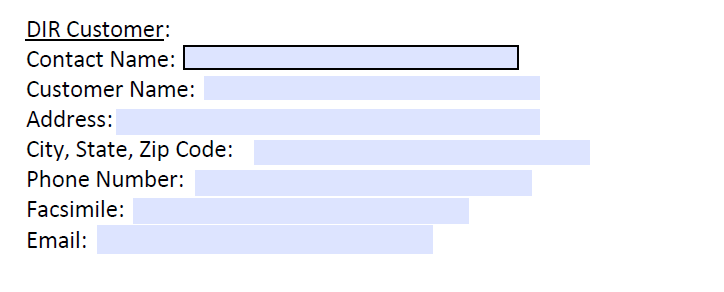 DIR Customer:
Contact Name:
Customer Name:
Address:
City, State, Zip Code:
Phone Number:
Facsimile:
Email: